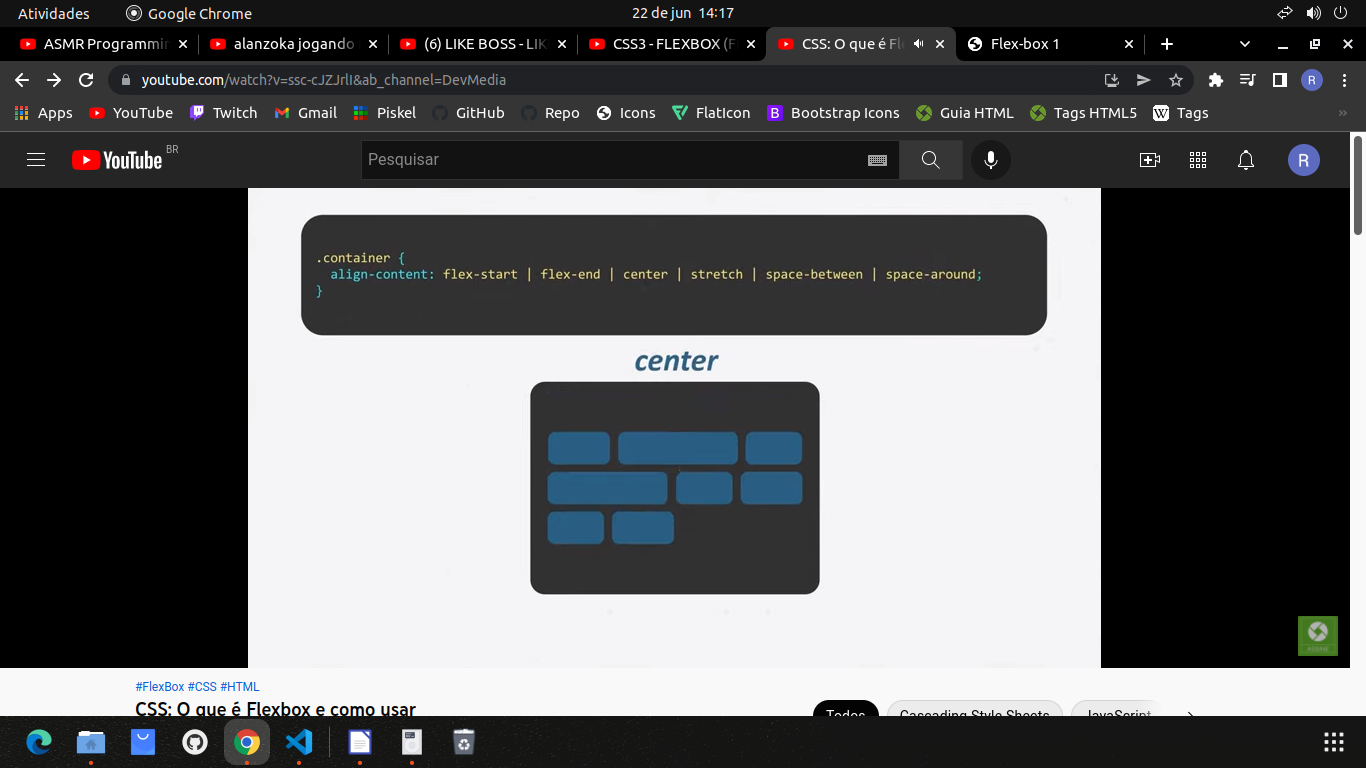 Atividades
Google Chrome
22 de jun 14:17
ASMR Programmin
alanzoka jogando
(6) LIKE BOSS - LIK
CSS3 - FLEXBOX (F
CSS: O que é Fle
Flex-box 1
youtube.com/watch?v=ssc-cJZJrlI&ab_channel=DevMedia
R
Apps
YouTube
Twitch
Gmail
Piskel
GitHub
Repo
Icons
FlatIcon
B
Bootstrap Icons
Guia HTML
Tags HTML5
W
Tags
»
YouTube
BR
Pesquisar
R
.container {
align-content: flex-start | flex-end | center | stretch | space-between | space-around;
}
center
ASSINE
#FlexBox #CSS #HTML
CSS: O que é Flexbox e como usar
Todos
Cascading Style Sheets
JavaScript